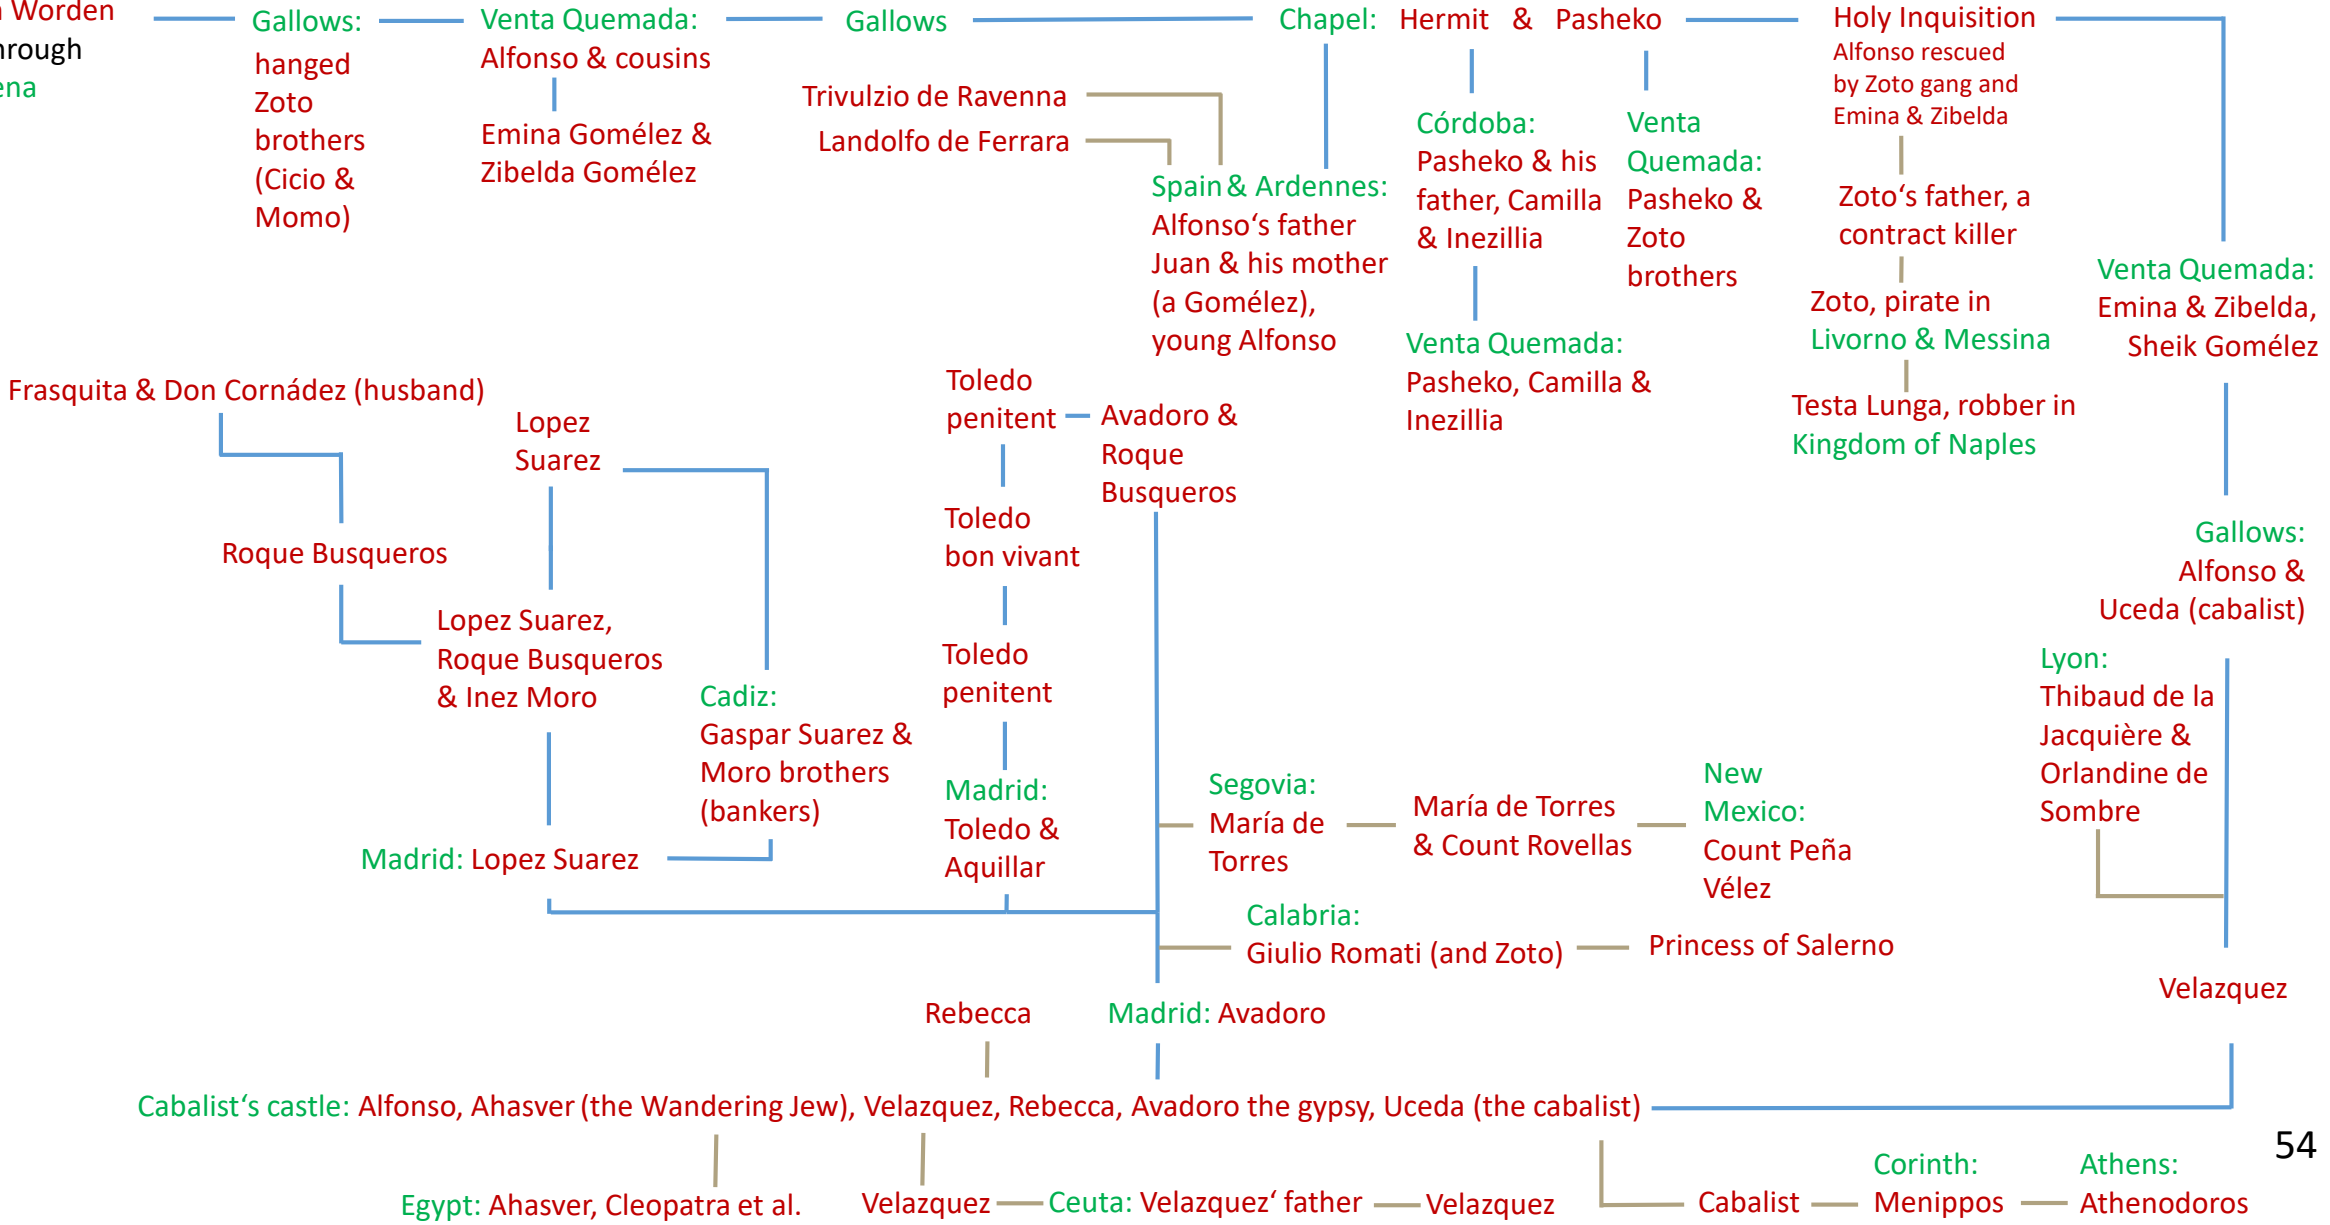 Worden
hrough
ena
Gallows:
hanged
Zoto
brothers
(Cicio &
Momo)
Venta Quemada:
Alfonso & cousins
Emina Gomélez &
Zibelda Gomélez
Gallows
Trivulzio de Ravenna
Landolfo de Ferrara
Chapel: Hermit & Pasheko
Spain & Ardennes:
Alfonso‘s father
Juan & his mother
(a Gomélez),
young Alfonso
Córdoba:
Pasheko & his
father, Camilla
& Inezillia
Venta Quemada:
Pasheko, Camilla &
Inezillia
Venta
Quemada:
Pasheko &
Zoto
brothers
Holy Inquisition
Alfonso rescued
by Zoto gang and
Emina & Zibelda
Zoto‘s father, a
contract killer
Zoto, pirate in
Livorno & Messina
Testa Lunga, robber in
Kingdom of Naples
Venta Quemada:
Emina & Zibelda,
Sheik Gomélez
Gallows:
Alfonso &
Uceda (cabalist)
Lyon:
Thibaud de la
Jacquière &
Orlandine de
Sombre
Velazquez
Frasquita & Don Cornádez (husband)
Roque Busqueros
Lopez
Suarez
Lopez Suarez,
Roque Busqueros
& Inez Moro
Cadiz:
Gaspar Suarez &
Moro brothers
(bankers)
Madrid: Lopez Suarez
Toledo
penitent
Toledo
bon vivant
Toledo
penitent
Madrid:
Toledo &
Aquillar
Avadoro &
Roque
Busqueros
Segovia:
María de
Torres
María de Torres
& Count Rovellas
New
Mexico:
Count Peña
Vélez
Calabria:
Giulio Romati (and Zoto)
Princess of Salerno
Rebecca
Madrid: Avadoro
Cabalist‘s castle: Alfonso, Ahasver (the Wandering Jew), Velazquez, Rebecca, Avadoro the gypsy, Uceda (the cabalist)
Egypt: Ahasver, Cleopatra et al.
Velazquez
Ceuta: Velazquez‘ father
Velazquez
Cabalist
Corinth:
Menippos
Athens:
Athenodoros
54